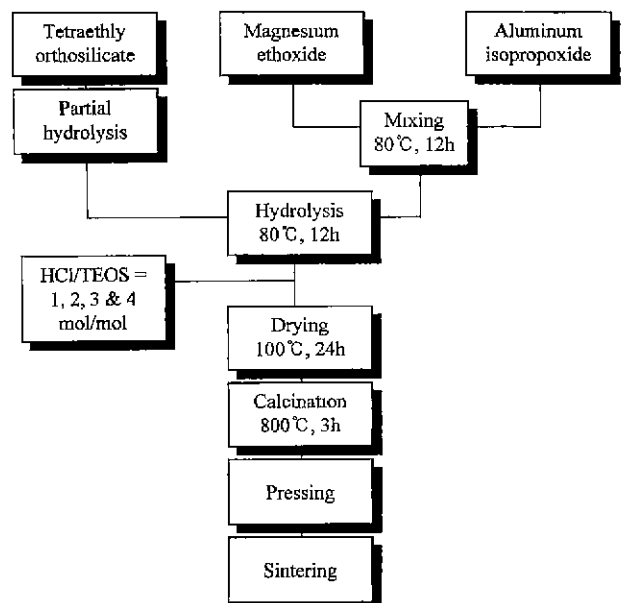 Tetraethly
orthosilicate
Magnesium
ethoxide
Aluminum
isopropoxide
Partial
hydrolysis
Mixing
80℃, 12h
Hydrolysis
80℃, 12h
HCl/TEOS =
1, 2, 3 & 4
mol/mol
Drying
100℃, 24h
Calcination
800℃, 3h
Pressing
Sintering